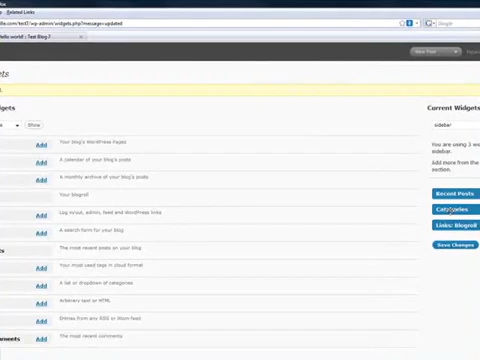 Related Links
/wp-admin/widgets.php?message=updated
Google
Hello world! : Test Blog 7
New Post
Current Widgets
Show
sidebar
Add
Your blog's WordPress Pages
You are using 3
sidebar.
Add
A calendar of your blog's posts
Add more from the
section.
Add
A monthly archive of your blog's posts
Your blogroll
Recent Posts
Add
Log in/out, admin, feed and WordPress links
Categories
Add
A search form for your blog
Links: Blogroll
The most recent posts on your blog
Save Changes
Add
Your most used tags in cloud format
Add
A list or dropdown of categories
Add
Arbitrary text or HTML
Add
Entries from any RSS or Atom feed
Add
The most recent comments